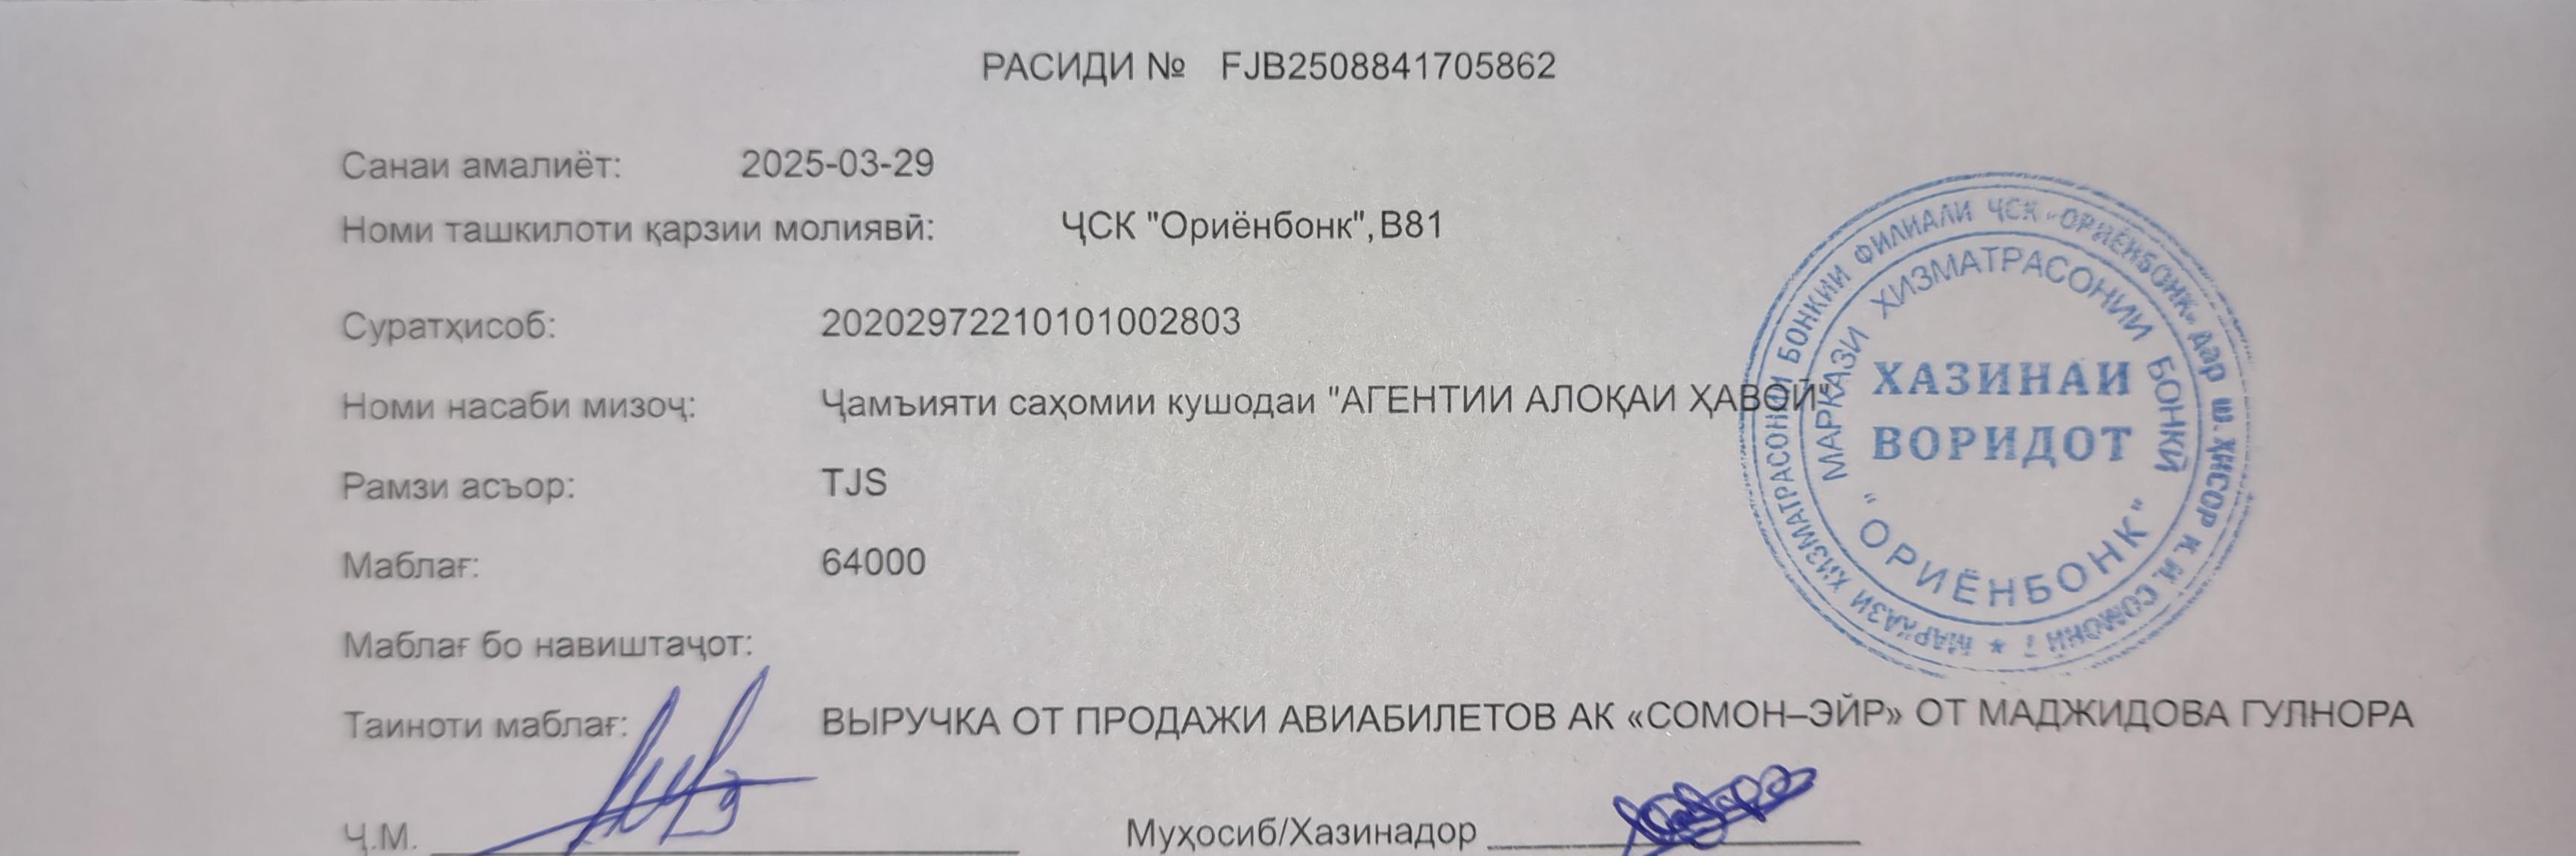 РАСИДИ № FJB2508841705862
Санаи амалиёт: 2025-03-29
Номи ташкилоти қарзии молиявӣ: ҶСК "Ориёнбонк",В81
Суратҳисоб: 20202972210101002803
Номи насаби мизоҷ: Ҷамъияти саҳомии кушодаи "АГЕНТИИ АЛОҚАИ ҲАВОӢ"
Рамзи асъор: TJS
Маблағ: 64000
Маблағ бо навиштаҷот:
Таиноти маблағ: ВЫРУЧКА ОТ ПРОДАЖИ АВИАБИЛЕТОВ АК «СОМОН–ЭЙР» ОТ МАДЖИДОВА ГУЛНОРА
Ҷ.М.
Муҳосиб/Хазинадор
МАРКАЗИ ХИЗМАТРАСОНИИ БОНКИИ ФИЛИАЛИ ҶСК «ОРИЁНБОНК» дар ш. ҲИСОР К. И. СОМОНӢ 7
МАРКАЗИ ХИЗМАТРАСОНИИ БОНКӢ
"ОРИЁНБОНК"
ХАЗИНАИ
ВОРИДОТ